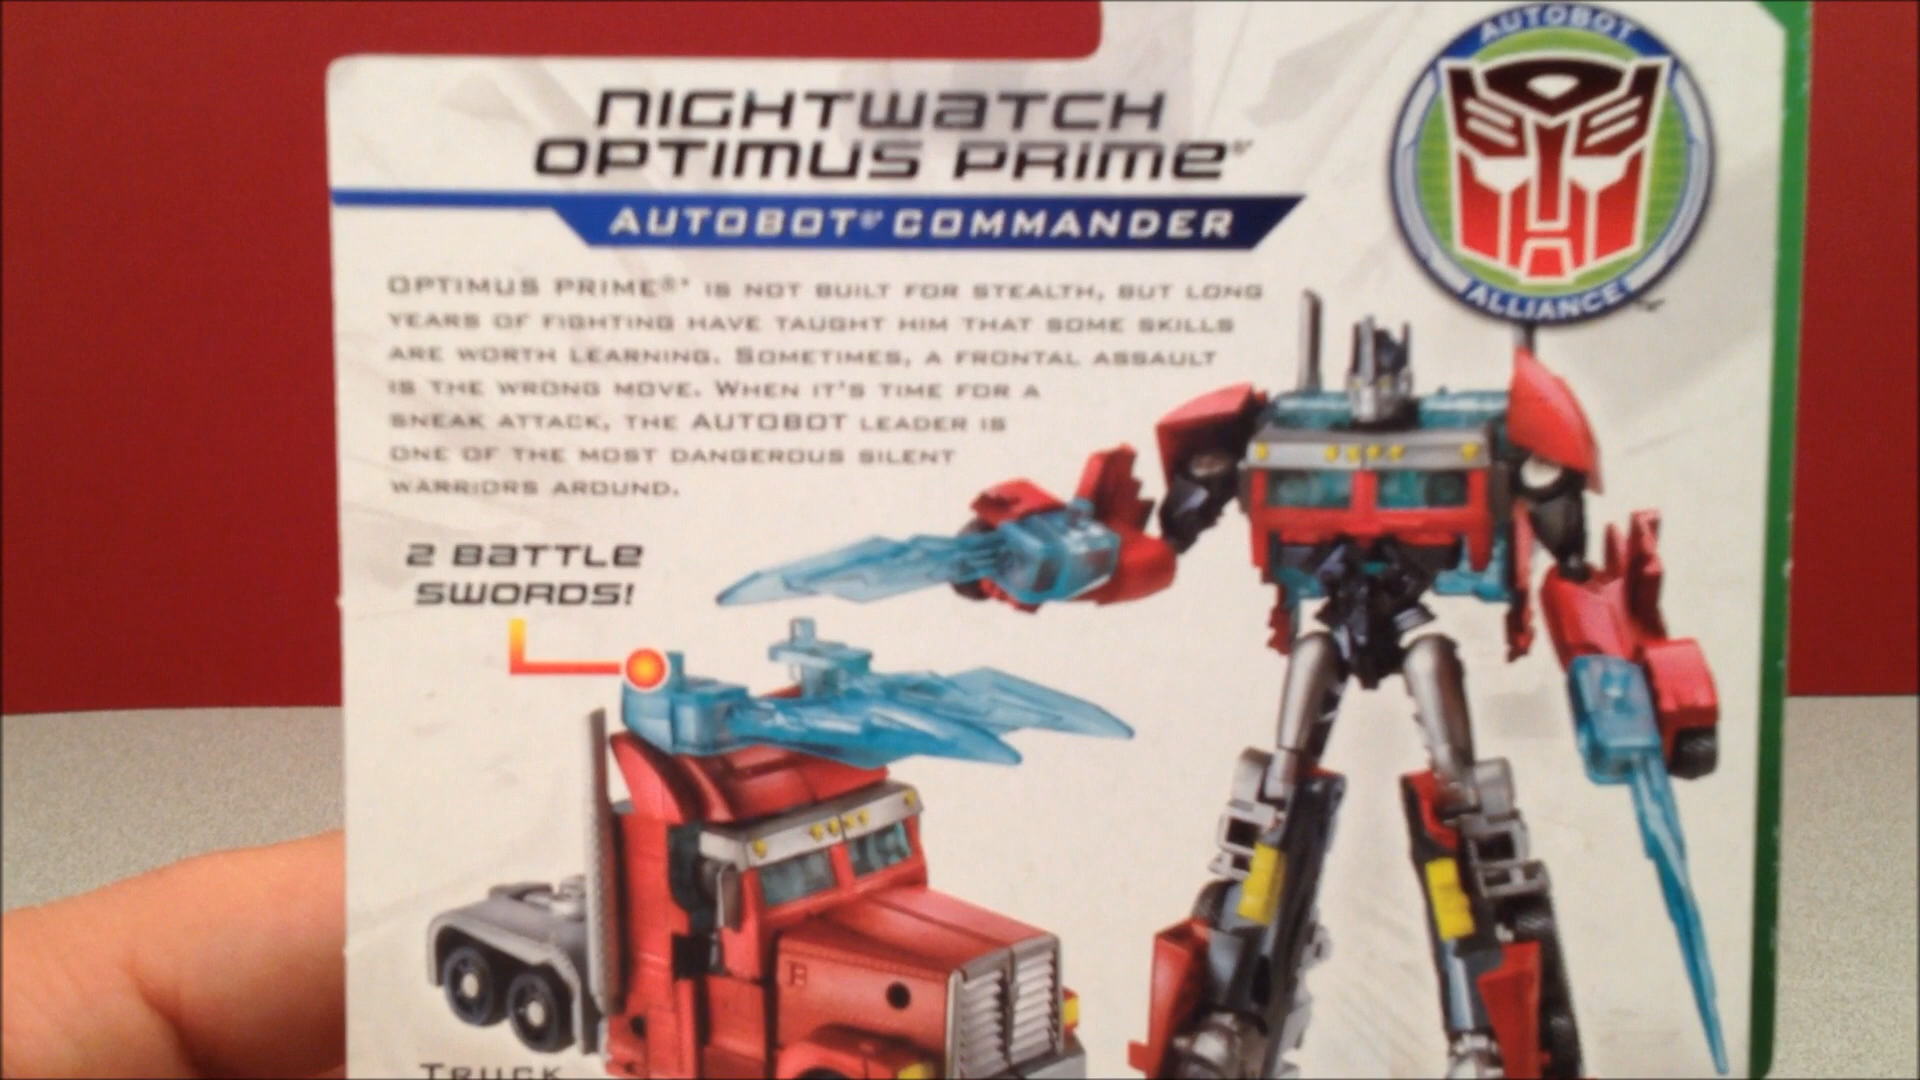 NIGHTWATCH
OPTIMUS PRIME®*
AUTOBOT®* COMMANDER
AUTOBOT
ALLIANCE™
OPTIMUS PRIME®* IS NOT BUILT FOR STEALTH, BUT LONG
YEARS OF FIGHTING HAVE TAUGHT HIM THAT SOME SKILLS
ARE WORTH LEARNING. SOMETIMES, A FRONTAL ASSAULT
IS THE WRONG MOVE. WHEN IT'S TIME FOR A
SNEAK ATTACK, THE AUTOBOT LEADER IS
ONE OF THE MOST DANGEROUS SILENT
WARRIORS AROUND.
2 BATTLE
SWORDS!
TRUCK